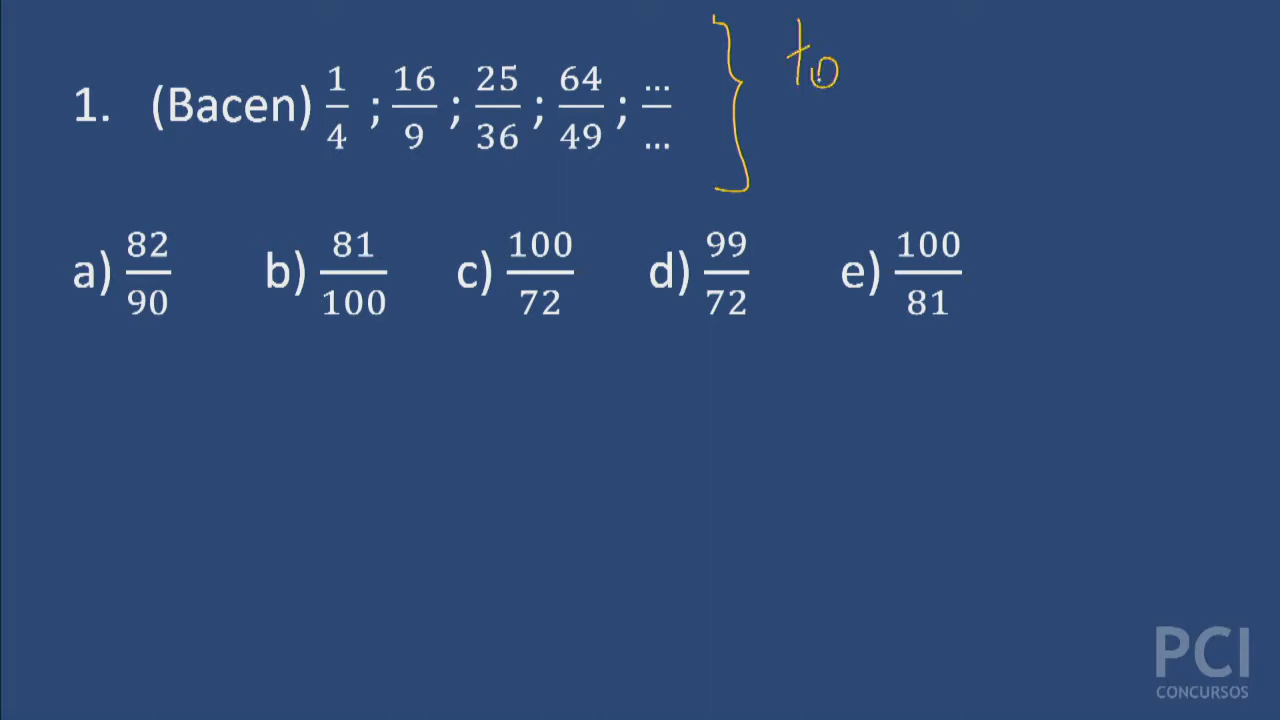 1. (Bacen) 1/4 ; 16/9 ; 25/36 ; 64/49 ; .../...
to
a) 82/90 b) 81/100 c) 100/72 d) 99/72 e) 100/81
PCI
CONCURSOS